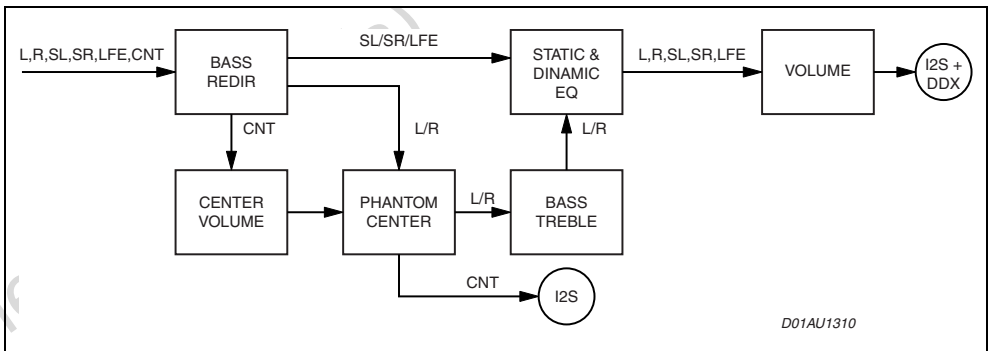 L,R,SL,SR,LFE,CNT
BASS
REDIR
SL/SR/LFE
STATIC &
DINAMIC
EQ
L,R,SL,SR,LFE
VOLUME
I2S +
DDX
CNT
L/R
L/R
CENTER
VOLUME
PHANTOM
CENTER
L/R
BASS
TREBLE
CNT
I2S
D01AU1310